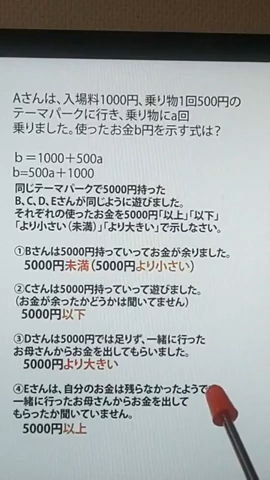 Aさんは、入場料1000円、乗り物1回500円の
テーマパークに行き、乗り物にa回
乗りました。使ったお金b円を示す式は？
b＝1000＋500a
b=500a＋1000
同じテーマパークで5000円持った
B、C、D、Eさんが同じように遊びました。
それぞれの使ったお金を5000円「以上」「以下」
「より小さい（未満）」「より大きい」で示しなさい。
①Bさんは5000円持っていってお金が余りました。
5000円未満（5000円より小さい）
②Cさんは5000円持っていって遊びました。
（お金が余ったかどうかは聞いてません）
5000円以下
③Dさんは5000円では足りず、一緒に行った
お母さんからお金を出してもらいました。
5000円より大きい
④Eさんは、自分のお金は残らなかったようで
一緒に行ったお母さんからお金を出して
もらったか聞いていません。
5000円以上